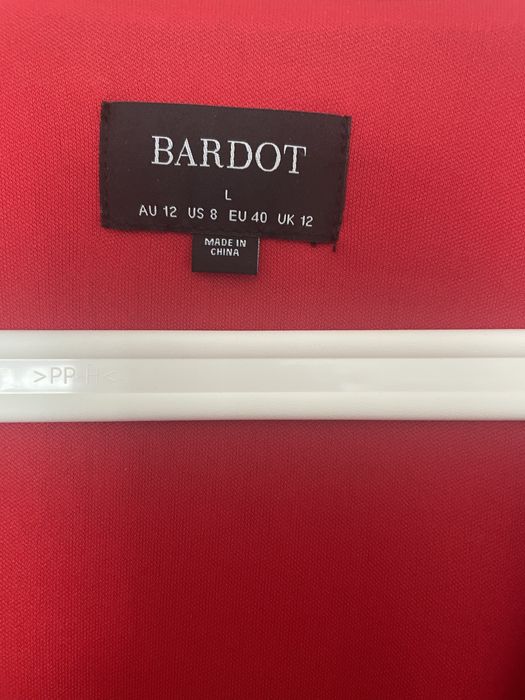 BARDOT
L
AU 12 US 8 EU 40 UK 12
MADE IN
CHINA
>PP-H<